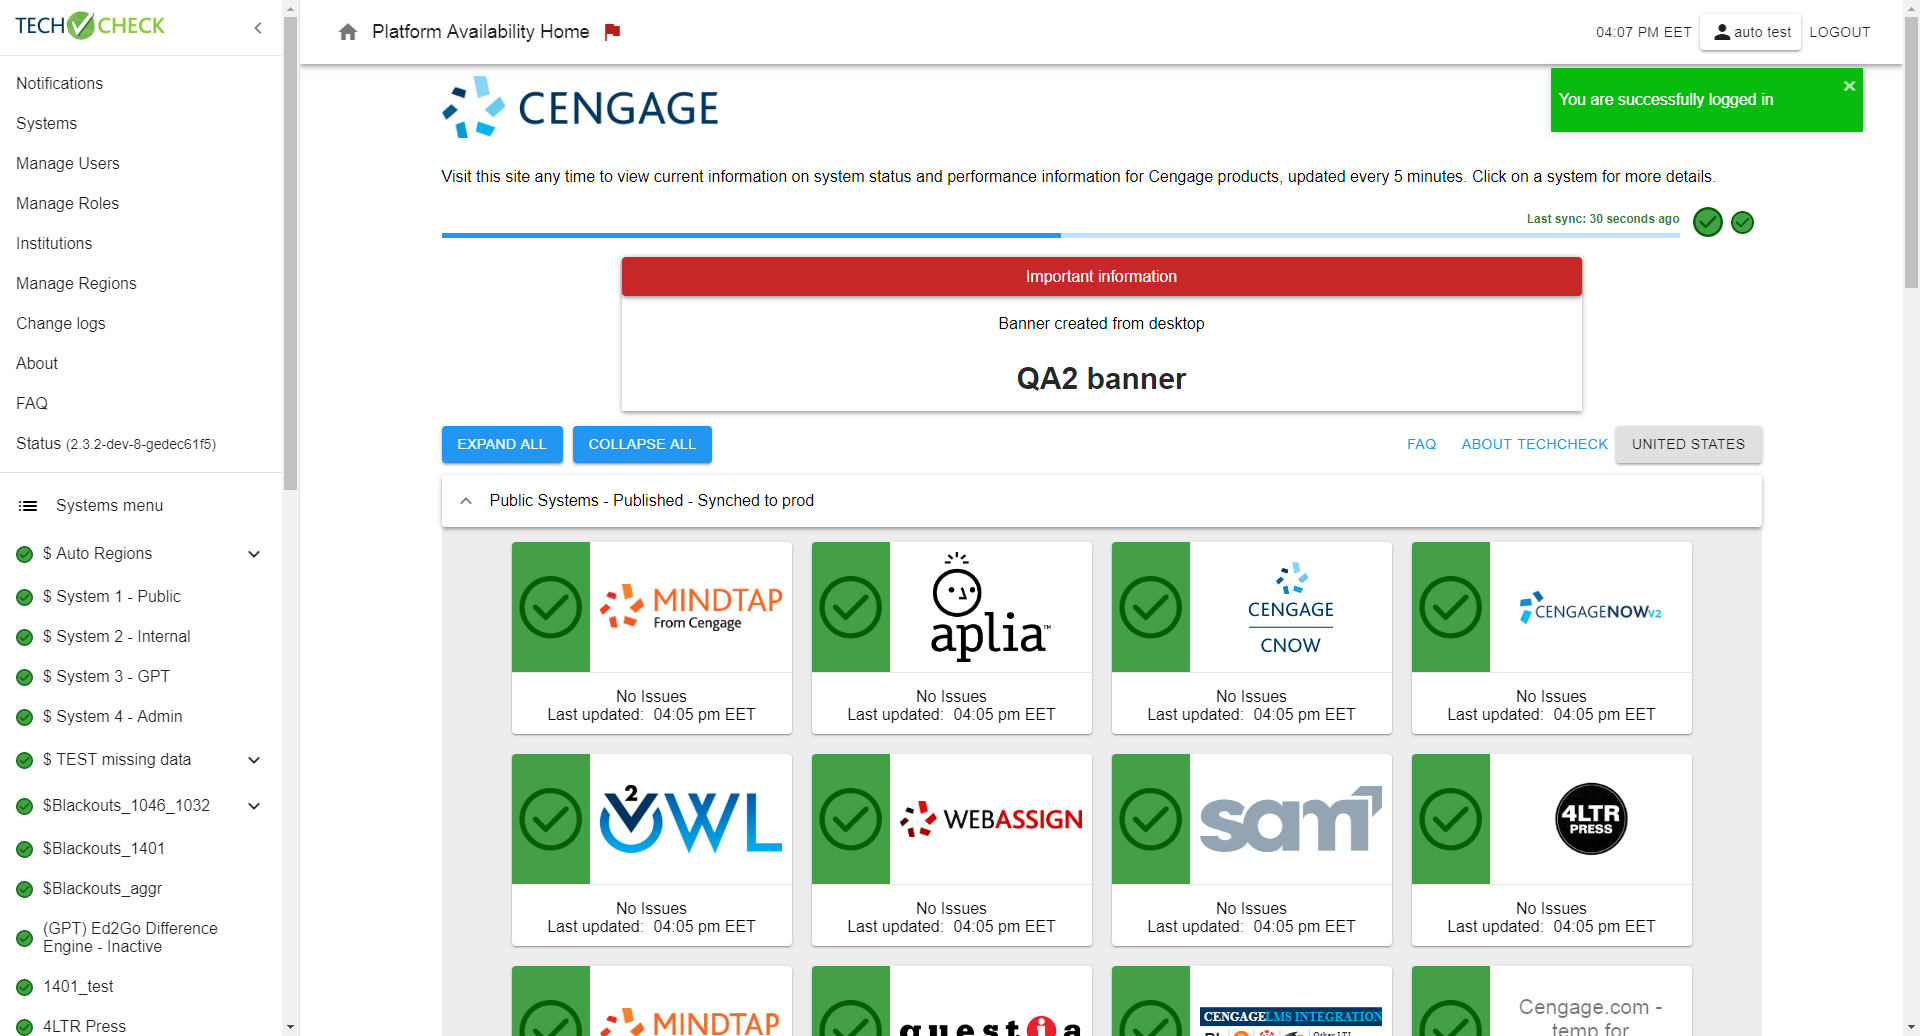 TECH CHECK
Notifications
Systems
Manage Users
Manage Roles
Institutions
Manage Regions
Change logs
About
FAQ
Status (2.3.2-dev-8-gedec61f5)
Systems menu
$ Auto Regions
$ System 1 - Public
$ System 2 - Internal
$ System 3 - GPT
$ System 4 - Admin
$ TEST missing data
$Blackouts_1046_1032
$Blackouts_1401
$Blackouts_aggr
(GPT) Ed2Go Difference
Engine - Inactive
1401_test
4LTR Press
Platform Availability Home
04:07 PM EET
auto test
LOGOUT
CENGAGE
You are successfully logged in
×
Visit this site any time to view current information on system status and performance information for Cengage products, updated every 5 minutes. Click on a system for more details.
Last sync: 30 seconds ago
Important information
Banner created from desktop
QA2 banner
EXPAND ALL
COLLAPSE ALL
FAQ
ABOUT TECHCHECK
UNITED STATES
Public Systems - Published - Synched to prod
MINDTAP
From Cengage
No Issues
Last updated: 04:05 pm EET
aplia™
No Issues
Last updated: 04:05 pm EET
CENGAGE
CNOW
No Issues
Last updated: 04:05 pm EET
CENGAGENOWv2
No Issues
Last updated: 04:05 pm EET
OWL
V2
No Issues
Last updated: 04:05 pm EET
WEBASSIGN
No Issues
Last updated: 04:05 pm EET
sam
No Issues
Last updated: 04:05 pm EET
4LTR
PRESS
No Issues
Last updated: 04:05 pm EET
MINDTAP
questia
CENGAGE LMS INTEGRATION
Cengage.com -
temp for